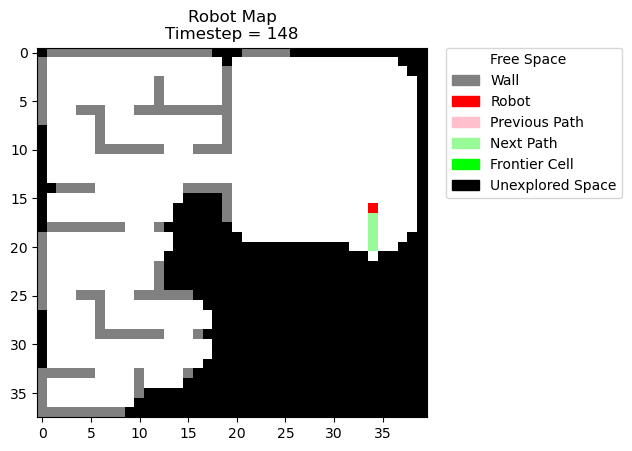 Robot Map
Timestep = 148
0
5
10
15
20
25
30
35
0
5
10
15
20
25
30
35
Free Space
Wall
Robot
Previous Path
Next Path
Frontier Cell
Unexplored Space